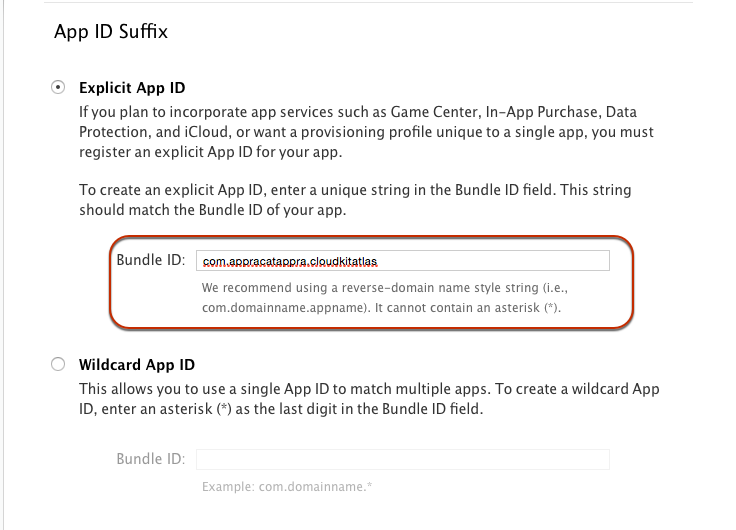 App ID Suffix
Explicit App ID
If you plan to incorporate app services such as Game Center, In-App Purchase, Data
Protection, and iCloud, or want a provisioning profile unique to a single app, you must
register an explicit App ID for your app.
To create an explicit App ID, enter a unique string in the Bundle ID field. This string
should match the Bundle ID of your app.
Bundle ID: com.appracatappra.cloudkitatlas
We recommend using a reverse-domain name style string (i.e.,
com.domainname.appname). It cannot contain an asterisk (*).
Wildcard App ID
This allows you to use a single App ID to match multiple apps. To create a wildcard App
ID, enter an asterisk (*) as the last digit in the Bundle ID field.
Bundle ID:
Example: com.domainname.*